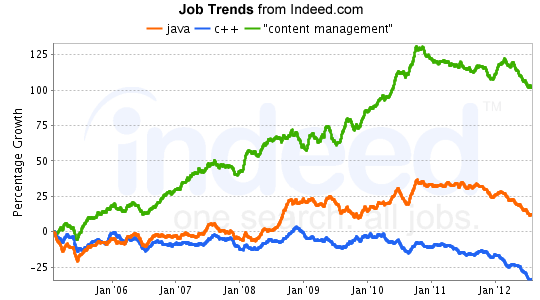 Job Trends from Indeed.com
java c++ "content management"
Percentage Growth
125
100
75
50
25
0
-25
indeed™
one search. all jobs
Jan'06 Jan'07 Jan'08 Jan'09 Jan'10 Jan'11 Jan'12